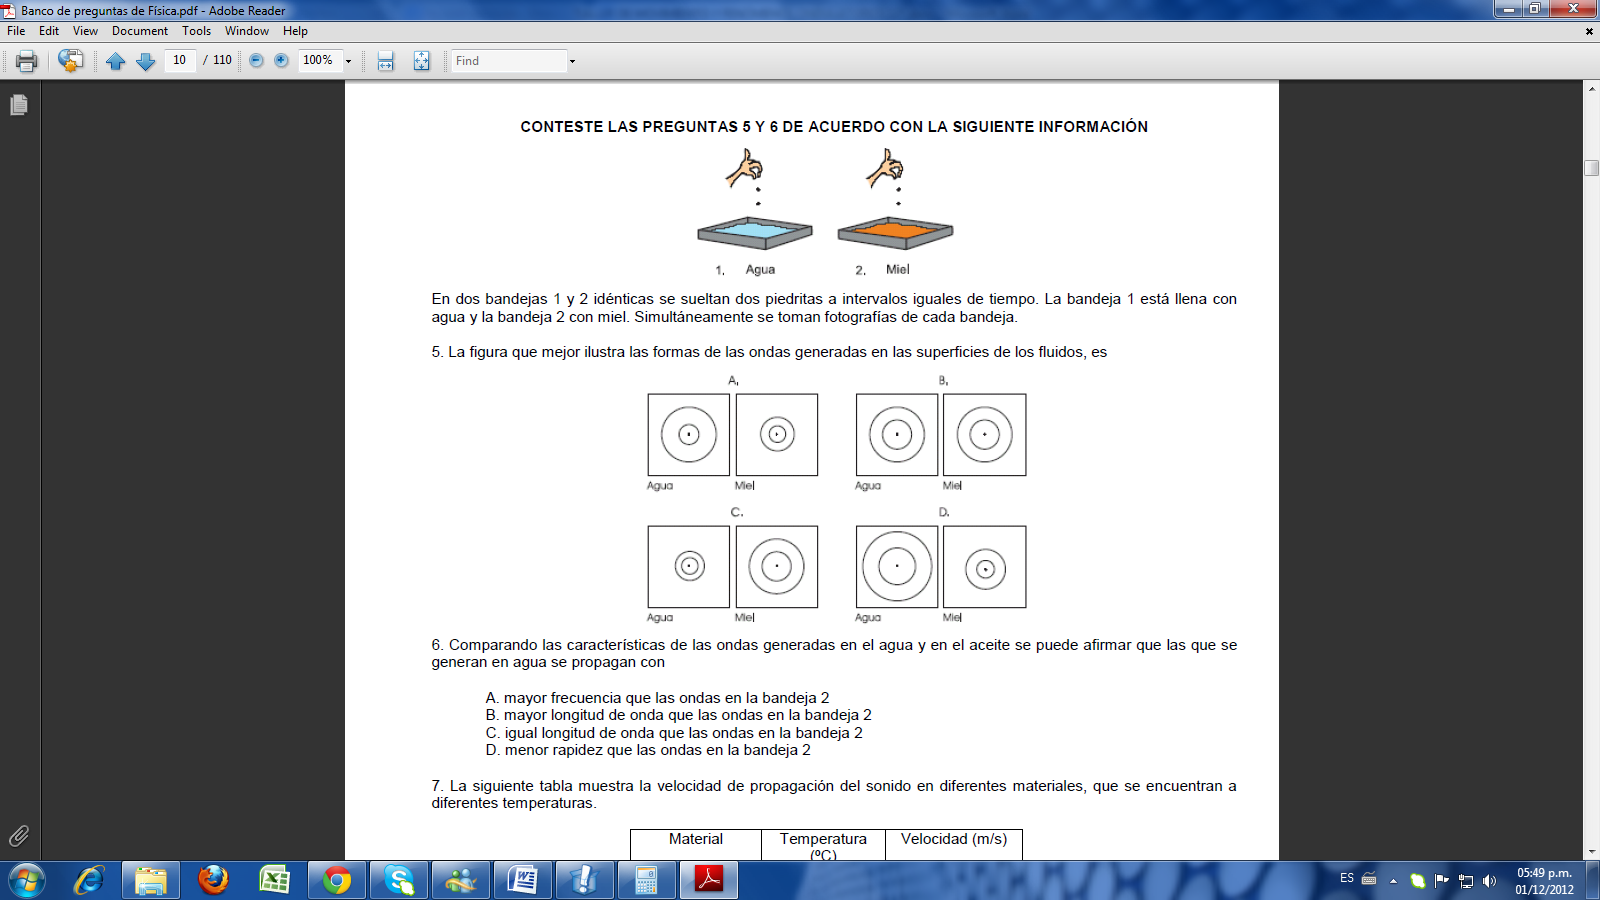 Banco de preguntas de Física.pdf - Adobe Reader
File Edit View Document Tools Window Help
10 / 110 100% Find
CONTESTE LAS PREGUNTAS 5 Y 6 DE ACUERDO CON LA SIGUIENTE INFORMACIÓN
1. Agua 2. Miel
En dos bandejas 1 y 2 idénticas se sueltan dos piedritas a intervalos iguales de tiempo. La bandeja 1 está llena con
agua y la bandeja 2 con miel. Simultáneamente se toman fotografías de cada bandeja.
5. La figura que mejor ilustra las formas de las ondas generadas en las superficies de los fluidos, es
A. B.
Agua Miel Agua Miel
C. D.
Agua Miel Agua Miel
6. Comparando las características de las ondas generadas en el agua y en el aceite se puede afirmar que las que se
generan en agua se propagan con
A. mayor frecuencia que las ondas en la bandeja 2
B. mayor longitud de onda que las ondas en la bandeja 2
C. igual longitud de onda que las ondas en la bandeja 2
D. menor rapidez que las ondas en la bandeja 2
7. La siguiente tabla muestra la velocidad de propagación del sonido en diferentes materiales, que se encuentran a
diferentes temperaturas.
Material Temperatura Velocidad (m/s)
(ºC)
ES 05:49 p.m.
01/12/2012